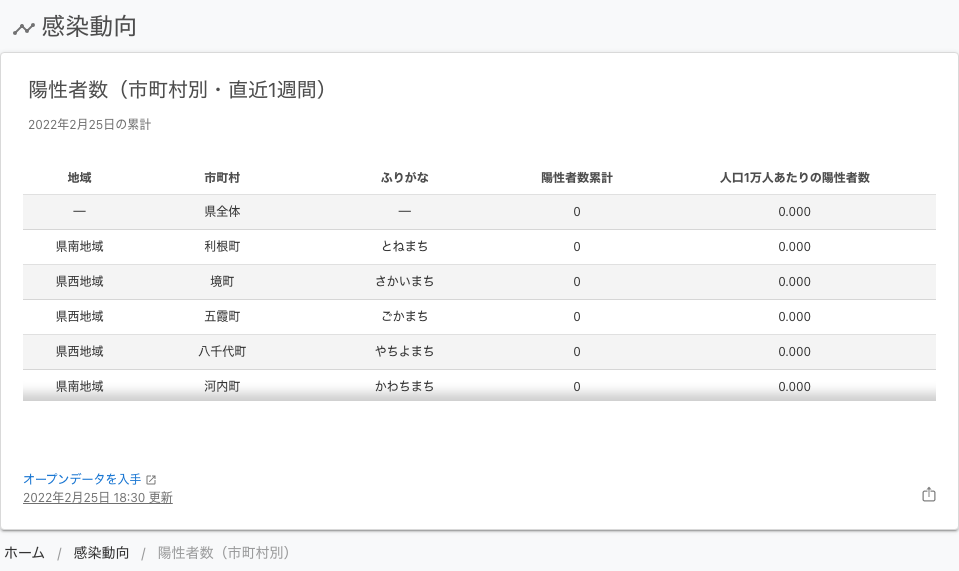 感染動向
陽性者数（市町村別・直近1週間）
2022年2月25日の累計
地域 市町村 ふりがな 陽性者数累計 人口1万人あたりの陽性者数
— 県全体 — 0 0.000
県南地域 利根町 とねまち 0 0.000
県西地域 境町 さかいまち 0 0.000
県西地域 五霞町 ごかまち 0 0.000
県西地域 八千代町 やちよまち 0 0.000
県南地域 河内町 かわちまち 0 0.000
オープンデータを入手
2022年2月25日 18:30 更新
ホーム / 感染動向 / 陽性者数（市町村別）